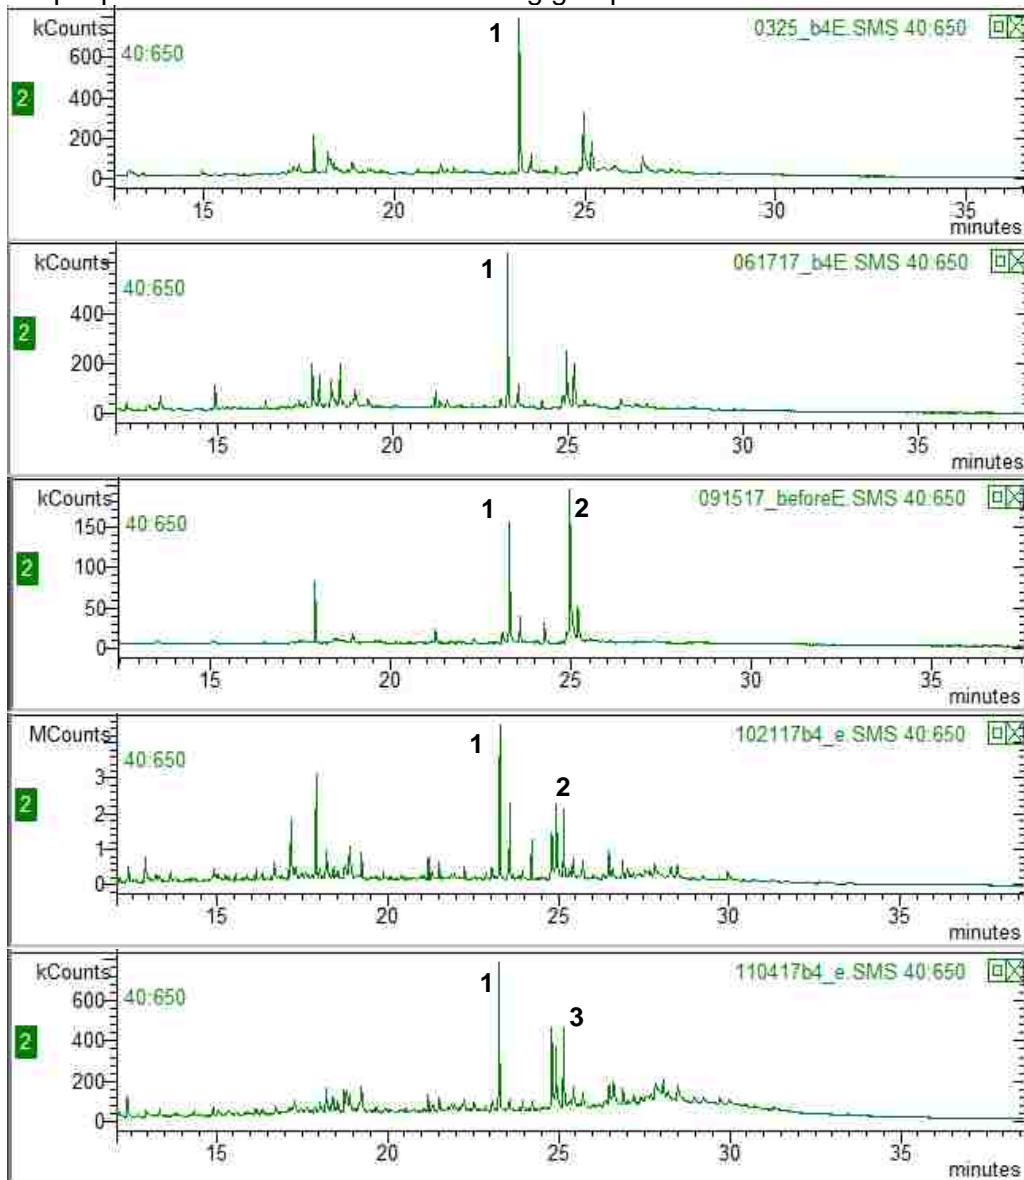 kCounts 1 0325_b4E.SMS 40:650
600 40:650
2
400
200
0
15 20 25 30 35
minutes
kCounts 1 061717_b4E.SMS 40:650
40:650
400
2
200
0
15 20 25 30 35
minutes
kCounts 1 2 091517_beforeE.SMS 40:650
150 40:650
100
2
50
0
15 20 25 30 35
minutes
MCounts 1 102117b4_e.SMS 40:650
40:650
3
2
2 2
1
0
15 20 25 30 35
minutes
kCounts 1 110417b4_e.SMS 40:650
600 40:650
3
400
2
200
0
15 20 25 30 35
minutes